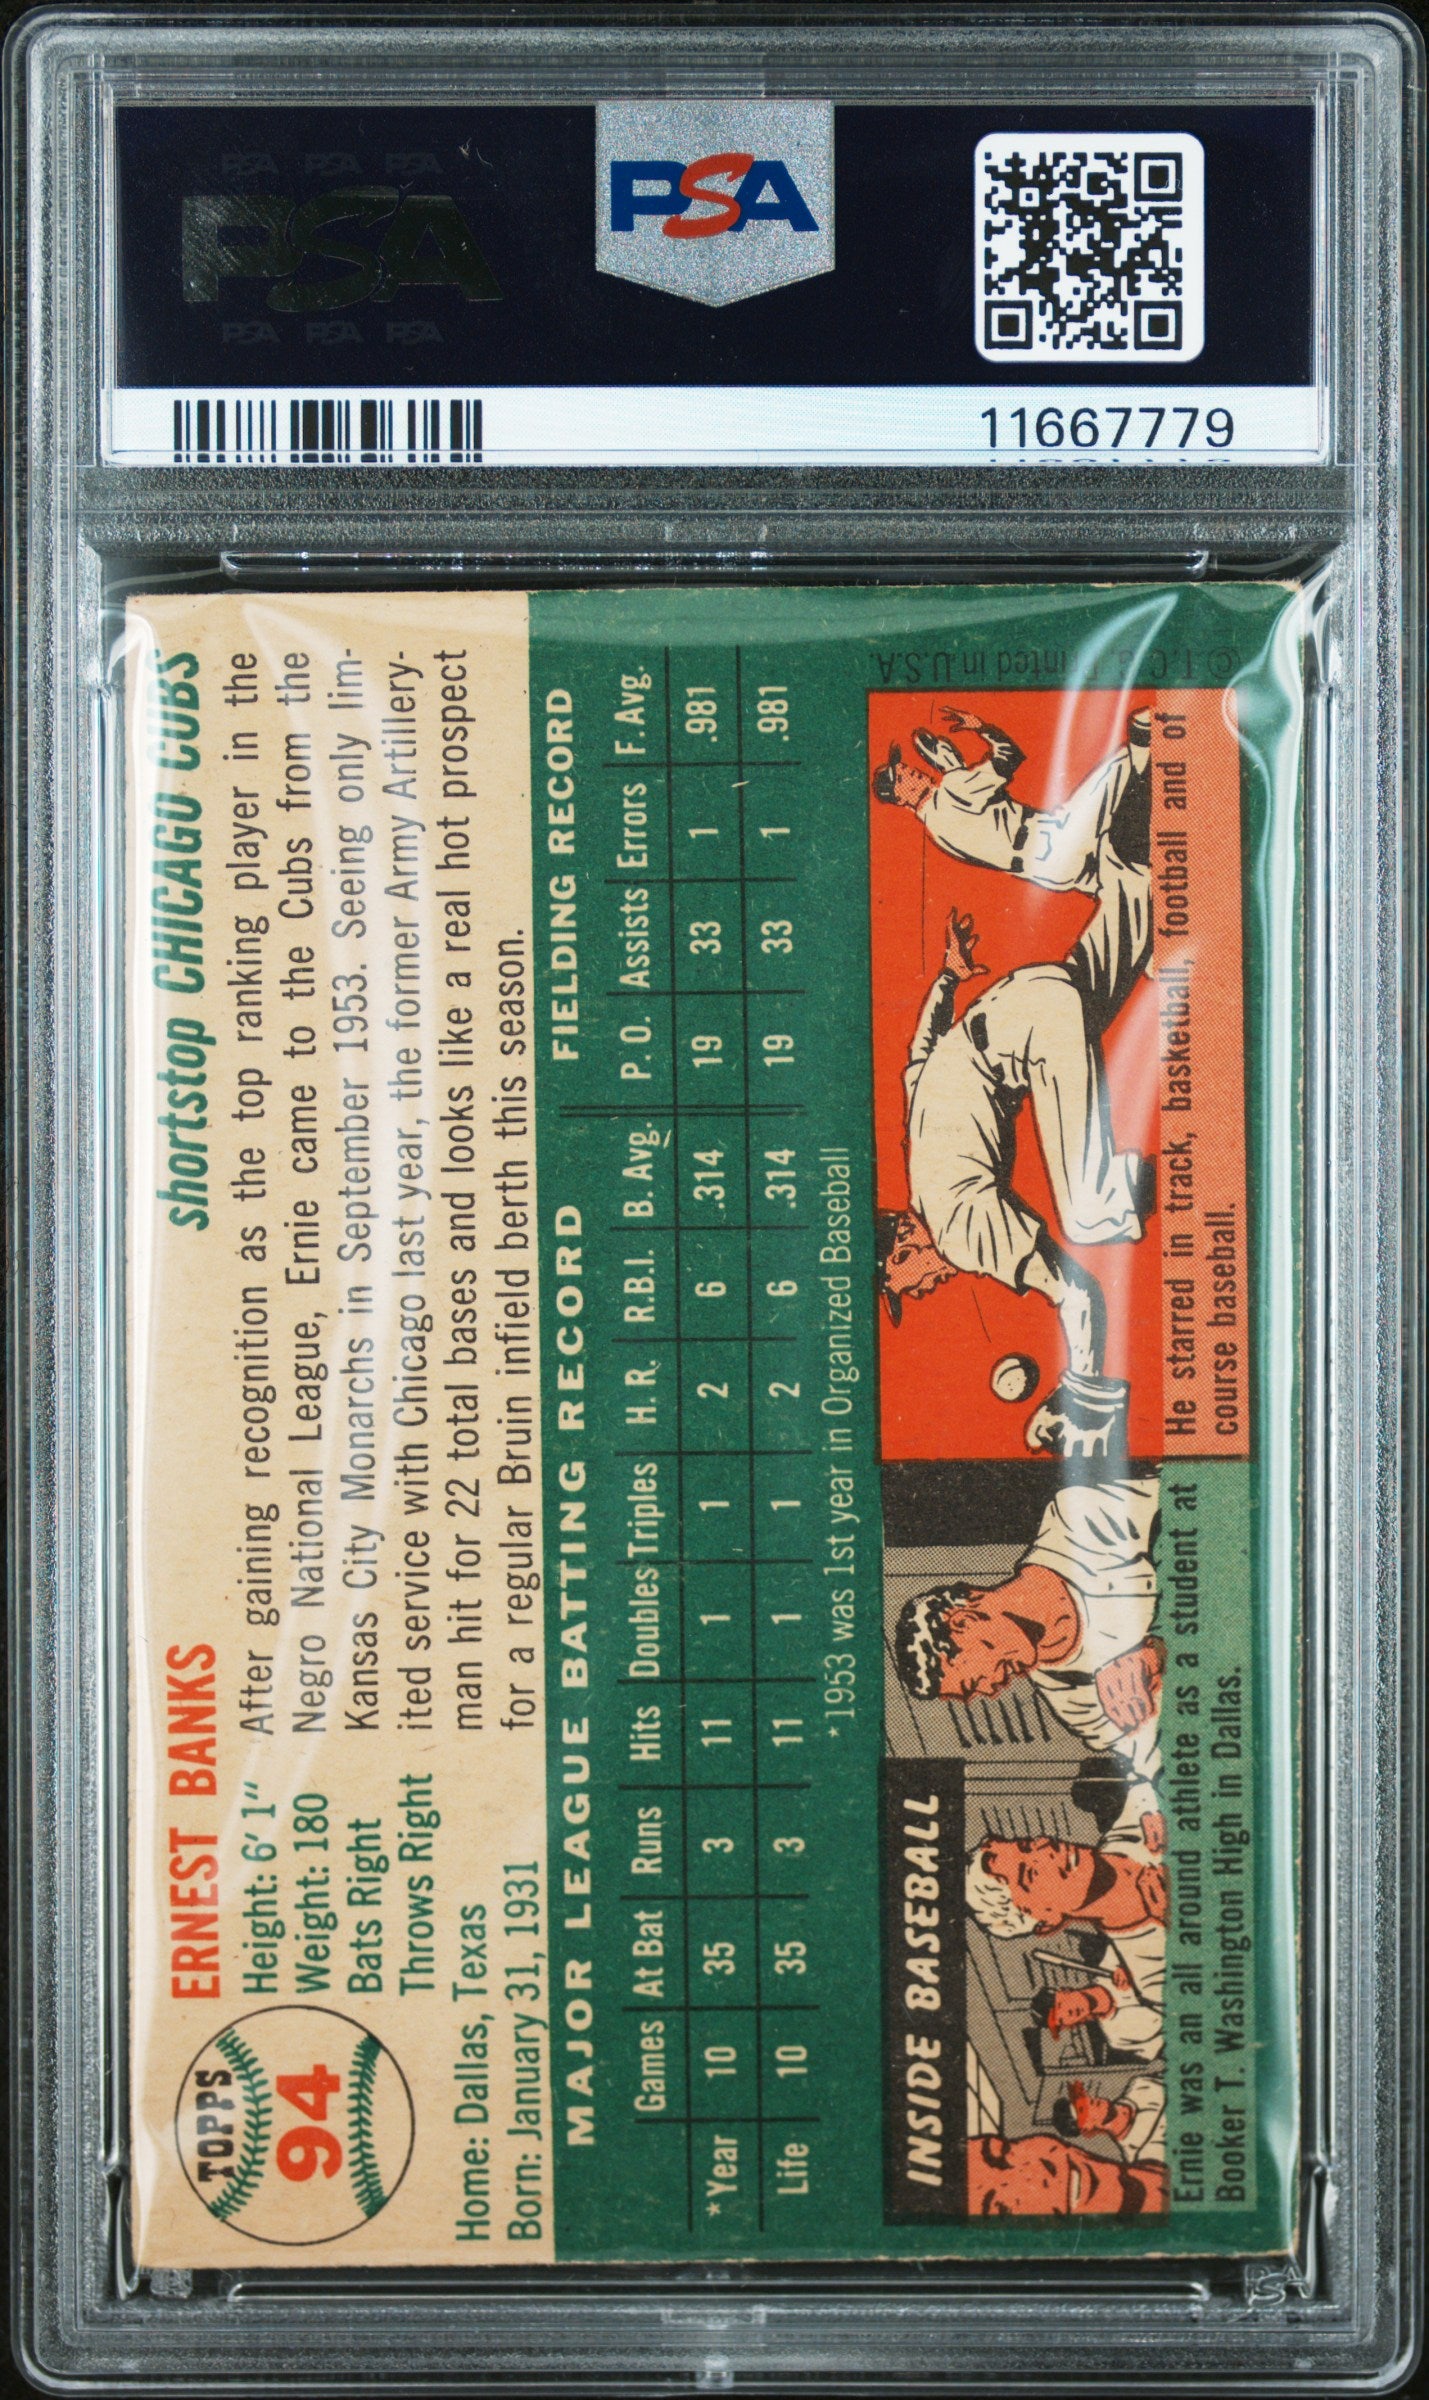 PSA PSA PSA
PSA
PSA PSA PSA
PSA
11667779
TOPPS
94
ERNEST BANKS
shortstop CHICAGO CUBS
Height: 6' 1"
Weight: 180
Bats Right
Throws Right
Home: Dallas, Texas
Born: January 31, 1931
After gaining recognition as the top ranking player in the
Negro National League, Ernie came to the Cubs from the
Kansas City Monarchs in September 1953. Seeing only lim-
ited service with Chicago last year, the former Army Artillery-
man hit for 22 total bases and looks like a real hot prospect
for a regular Bruin infield berth this season.
MAJOR LEAGUE BATTING RECORD FIELDING RECORD
Games At Bat Runs Hits Doubles Triples H. R. R.B.I. B. Avg. P. O. Assists Errors F. Avg.
*Year 10 35 3 11 1 1 2 6 .314 19 33 1 .981
Life 10 35 3 11 1 1 2 6 .314 19 33 1 .981
*1953 was 1st year in Organized Baseball
INSIDE BASEBALL
Ernie was an all around athlete as a student at
Booker T. Washington High in Dallas.
He starred in track, basketball, football and of
course baseball.
© T. C. G. Printed in U.S.A.
PSA